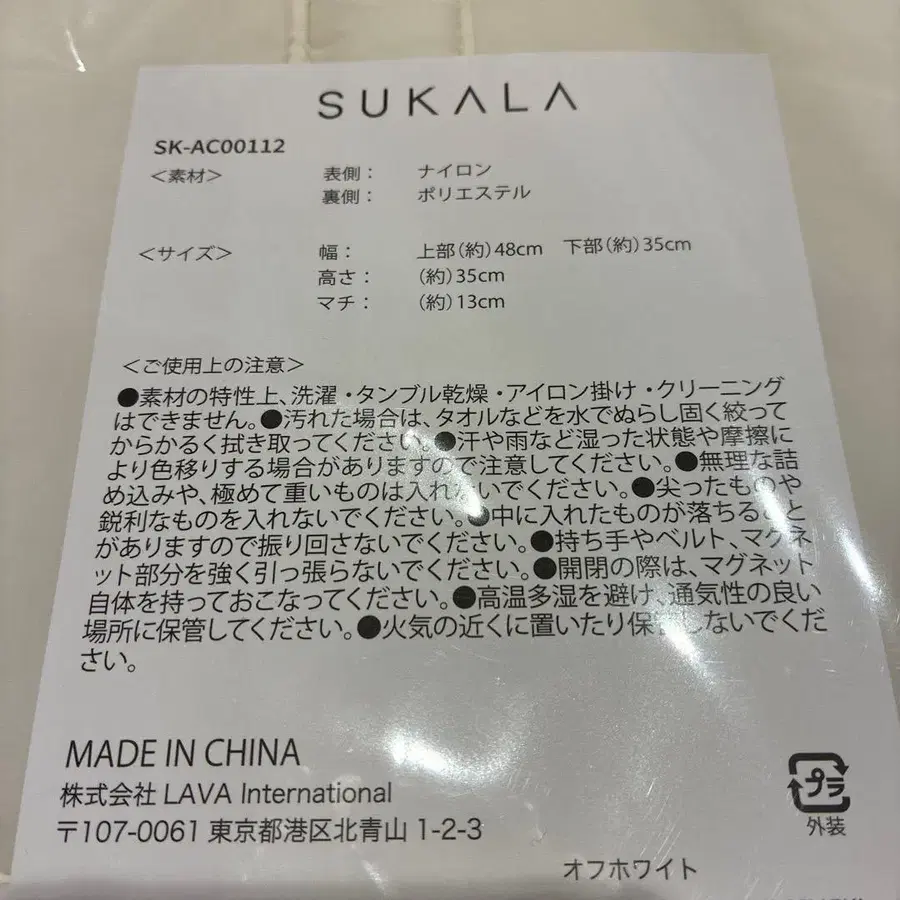 SUKALA
SK-AC00112
＜素材＞ 表側： ナイロン
裏側： ポリエステル
＜サイズ＞ 幅： 上部(約)48cm 下部(約)35cm
高さ： (約)35cm
マチ： (約)13cm
＜ご使用上の注意＞
●素材の特性上、洗濯・タンブル乾燥・アイロン掛け・クリーニング
はできません。●汚れた場合は、タオルなどを水でぬらし固く絞って
からかるく拭き取ってください。●汗や雨など湿った状態や摩擦に
より色移りする場合がありますので注意してください。●無理な詰
め込みや、極めて重いものは入れないでください。●尖ったものや
鋭利なものを入れないでください。●中に入れたものが落ちること
がありますので振り回さないでください。●持ち手やベルト、マグネ
ット部分を強く引っ張らないでください。●開閉の際は、マグネット
自体を持っておこなってください。●高温多湿を避け、通気性の良い
場所に保管してください。●火気の近くに置いたり保管しないでくだ
さい。
MADE IN CHINA
株式会社 LAVA International
〒107-0061 東京都港区北青山 1-2-3
プラ
外装
オフホワイト